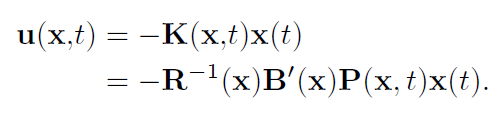 u(x,t) = −K(x,t)x(t)
= −R⁻¹(x)B′(x)P(x, t)x(t).